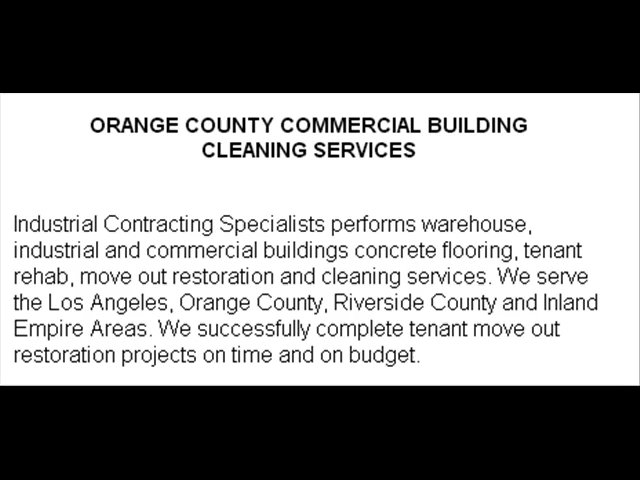 ORANGE COUNTY COMMERCIAL BUILDING
CLEANING SERVICES
Industrial Contracting Specialists performs warehouse,
industrial and commercial buildings concrete flooring, tenant
rehab, move out restoration and cleaning services. We serve
the Los Angeles, Orange County, Riverside County and Inland
Empire Areas. We successfully complete tenant move out
restoration projects on time and on budget.